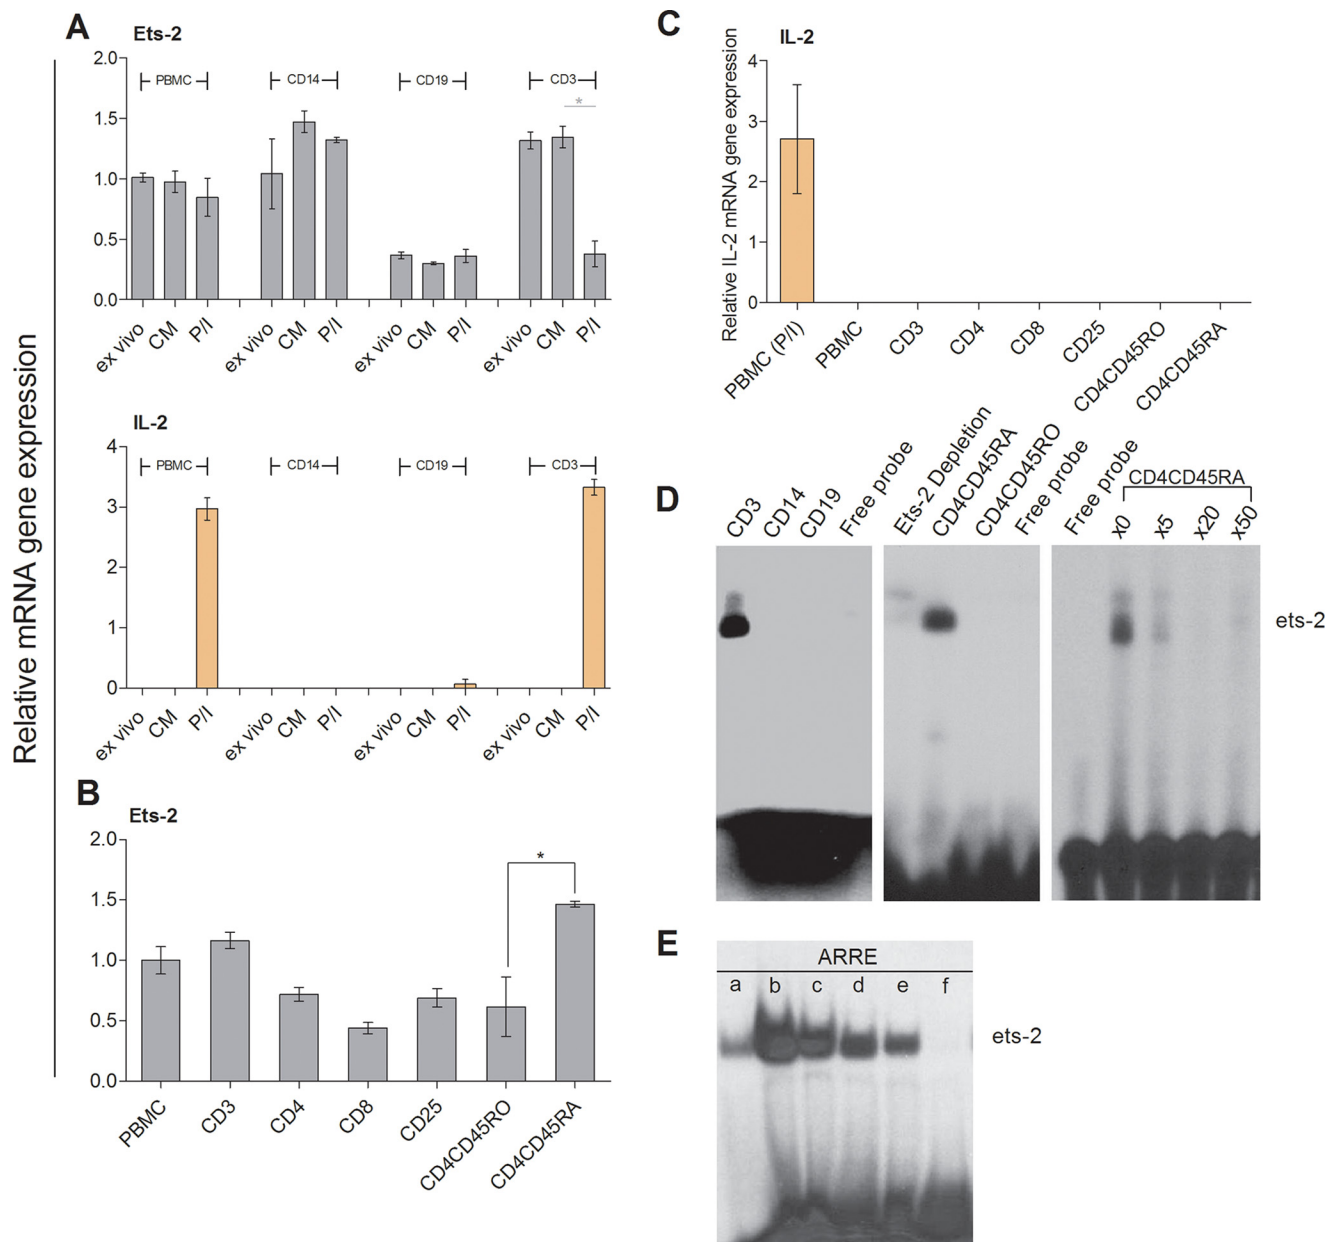 Relative mRNA gene expression
A
Ets-2
2.0
1.5
1.0
0.5
0.0
PBMC
CD14
CD19
CD3
*
ex vivo CM P/I ex vivo CM P/I ex vivo CM P/I ex vivo CM P/I
IL-2
4
3
2
1
0
PBMC
CD14
CD19
CD3
ex vivo CM P/I ex vivo CM P/I ex vivo CM P/I ex vivo CM P/I
B
Ets-2
2.0
1.5
1.0
0.5
0.0
*
PBMC CD3 CD4 CD8 CD25 CD4CD45RO CD4CD45RA
C
IL-2
Relative IL-2 mRNA gene expression
4
3
2
1
0
PBMC (P/I) PBMC CD3 CD4 CD8 CD25 CD4CD45RO CD4CD45RA
D
CD3 CD14 CD19 Free probe
Ets-2 Depletion CD4CD45RA CD4CD45RO Free probe
CD4CD45RA
Free probe x0 x5 x20 x50
ets-2
E
ARRE
a b c d e f
ets-2